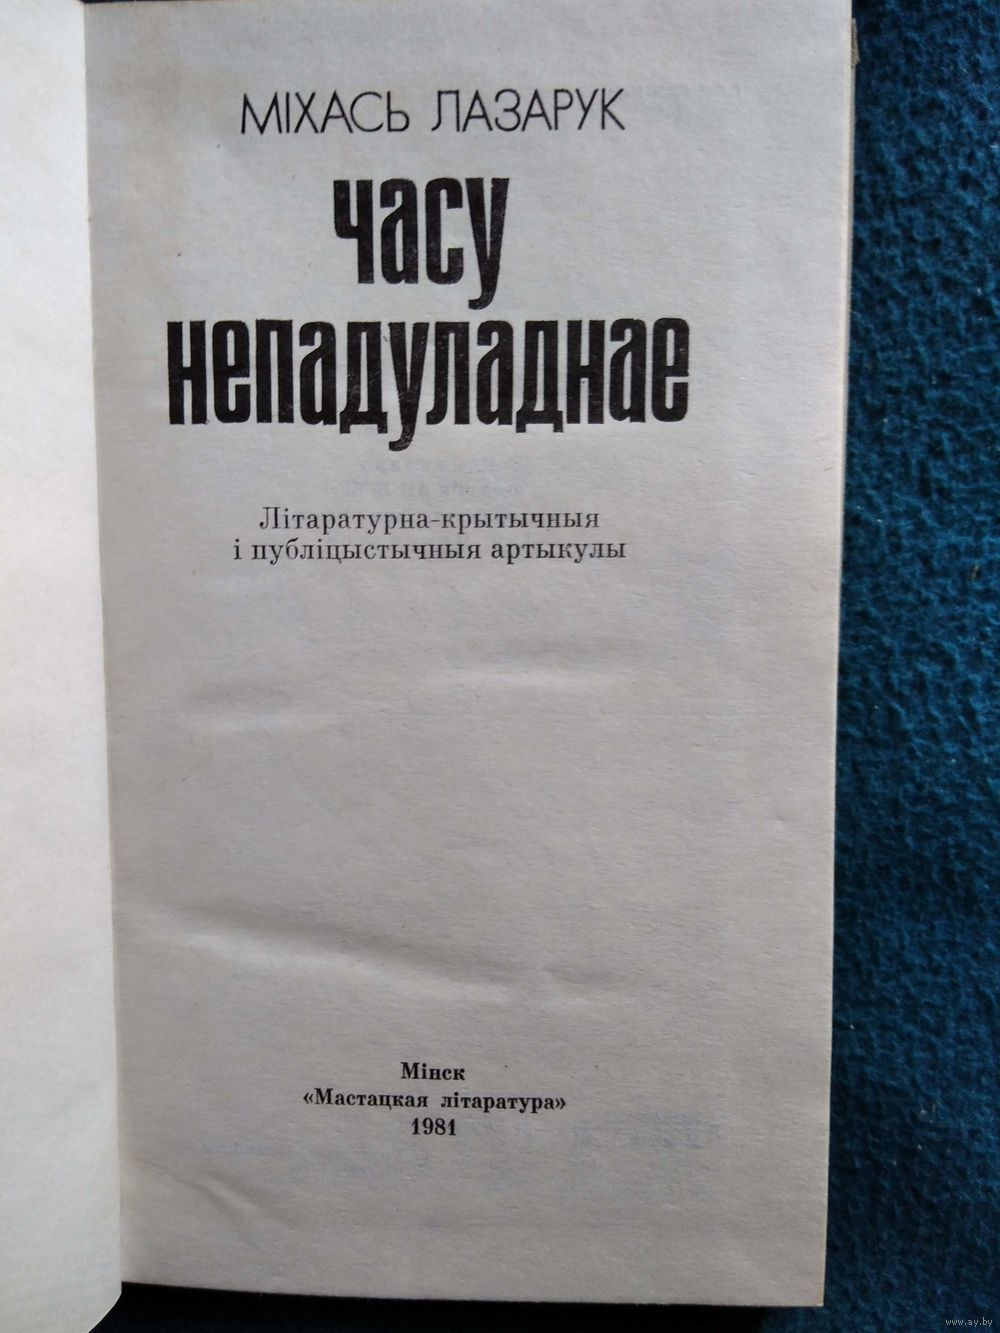 МІХАСЬ ЛАЗАРУК
часу
непадуладнае
Літаратурна-крытычныя
і публіцыстычныя артыкулы
Мінск
«Мастацкая літаратура»
1981
www.ay.by